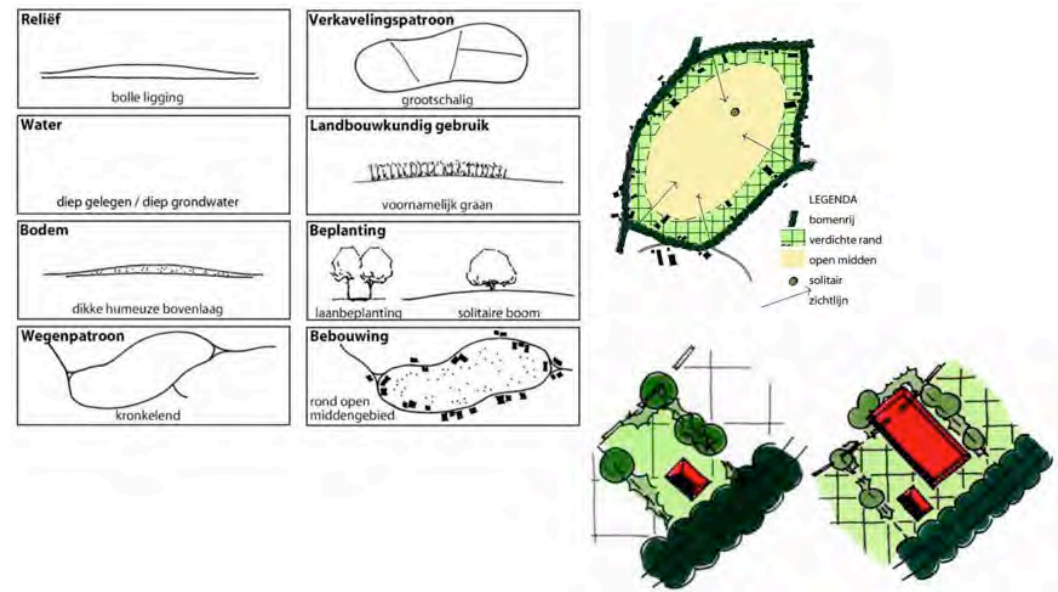 Reliëf
bolle ligging
Verkavelingspatroon
grootschalig
Water
diep gelegen / diep grondwater
Landbouwkundig gebruik
voornamelijk graan
Bodem
dikke humeuze bovenlaag
Beplanting
laanbeplanting
solitaire boom
Wegenpatroon
kronkelend
Bebouwing
rond open
middengebied
LEGENDA
bomenrij
verdichte rand
open midden
solitair
zichtlijn